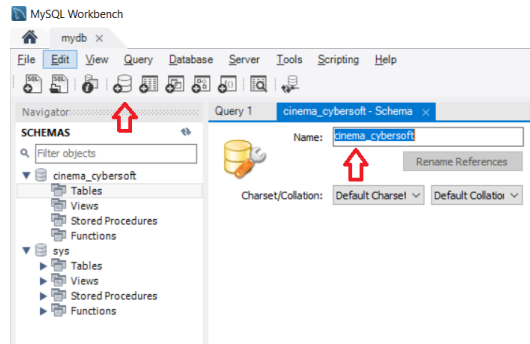 MySQL Workbench
mydb
File Edit View Query Database Server Tools Scripting Help
SQL SQL
Navigator
Query 1 cinema_cybersoft - Schema
SCHEMAS
Name: cinema_cybersoft
Filter objects
Rename References
cinema_cybersoft
Tables
Charset/Collation: Default Charset Default Collation
Views
Stored Procedures
Functions
sys
Tables
Views
Stored Procedures
Functions